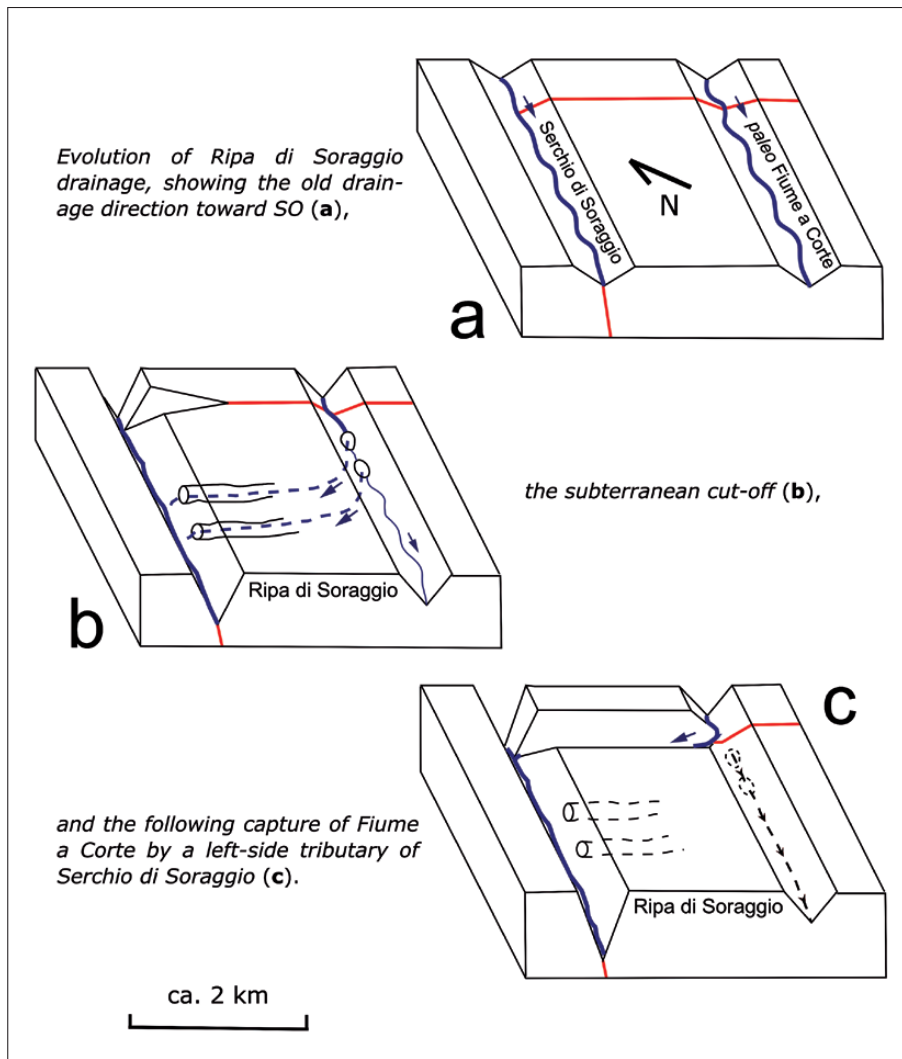 Serchio di Soraggio
paleo Fiume a Corte
N
Evolution of Ripa di Soraggio
drainage, showing the old drain-
age direction toward SO (a),
a
b
Ripa di Soraggio
the subterranean cut-off (b),
c
and the following capture of Fiume
a Corte by a left-side tributary of
Serchio di Soraggio (c).
Ripa di Soraggio
ca. 2 km